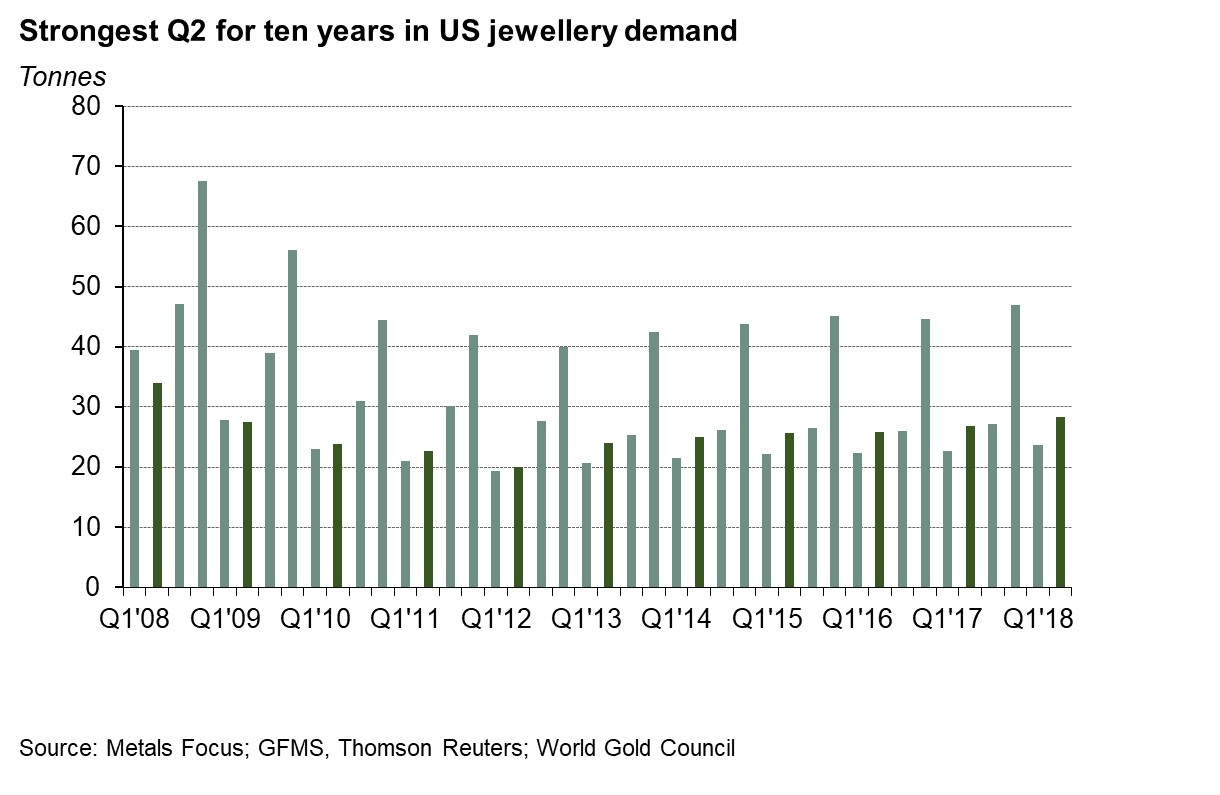 Strongest Q2 for ten years in US jewellery demand
Tonnes
80
70
60
50
40
30
20
10
0
Q1'08 Q1'09 Q1'10 Q1'11 Q1'12 Q1'13 Q1'14 Q1'15 Q1'16 Q1'17 Q1'18
Source: Metals Focus; GFMS, Thomson Reuters; World Gold Council